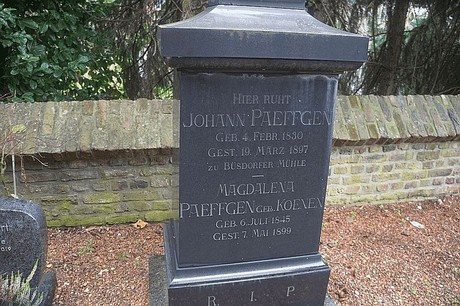 HIER RUHT
JOHANN PAEFFGEN
GEB. 4. FEBR. 1830
GEST. 19. MÄRZ 1897
ZU BÜSDORFER MÜHLE
MAGDALENA
PAEFFGEN GEB. KOENEN
GEB. 6. JULI 1845
GEST. 7. MAI 1899
R. I. P.